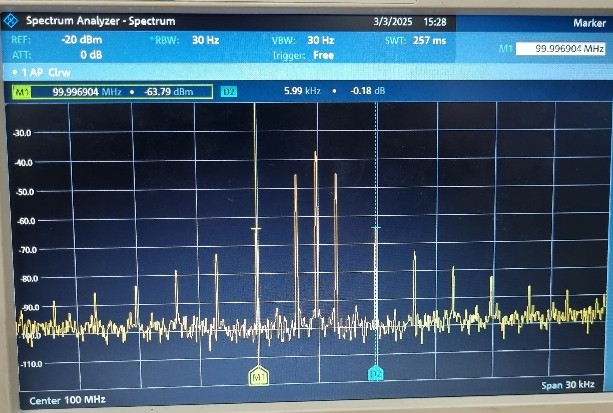 Spectrum Analyzer - Spectrum 3/3/2025 15:28 Marker
REF: -20 dBm *RBW: 30 Hz VBW: 30 Hz SWT: 257 ms
M1 99.996904 MHz
ATT: 0 dB Trigger: Free
1 AP Clrw
M1 99.996904 MHz -63.79 dBm D2 5.99 kHz -0.18 dB
-30.0
-40.0
-50.0
-60.0
-70.0
-80.0
-90.0
-100.0
-110.0
M1 D2
Center 100 MHz Span 30 kHz